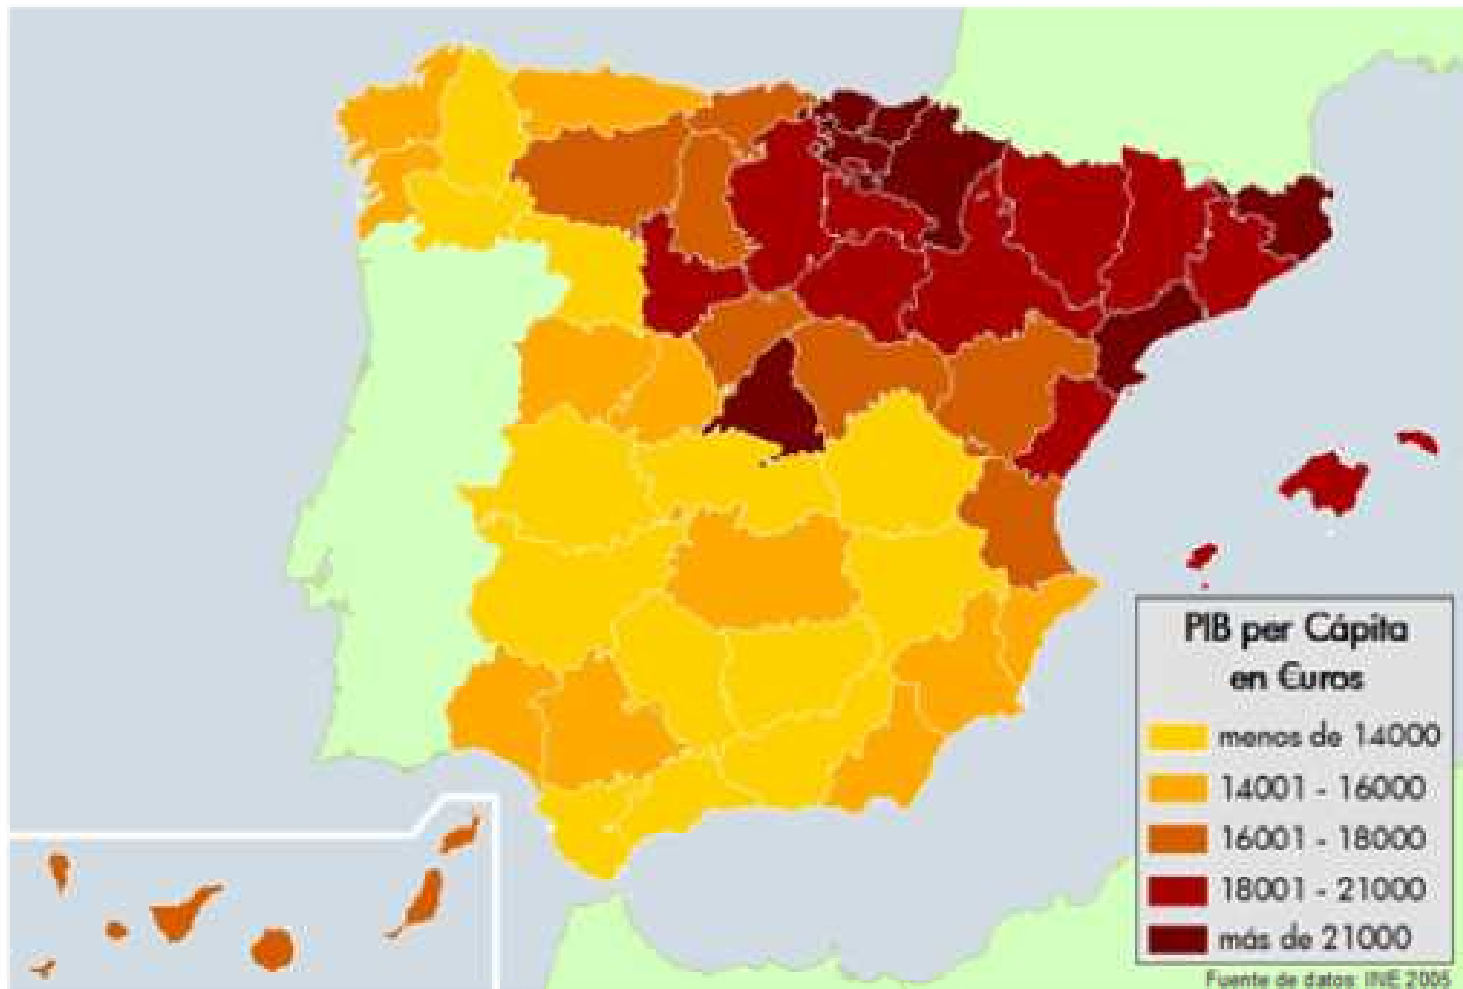 PIB per Cápita
en Euros
menos de 14000
14001 - 16000
16001 - 18000
18001 - 21000
más de 21000
Fuente de datos: INE 2005